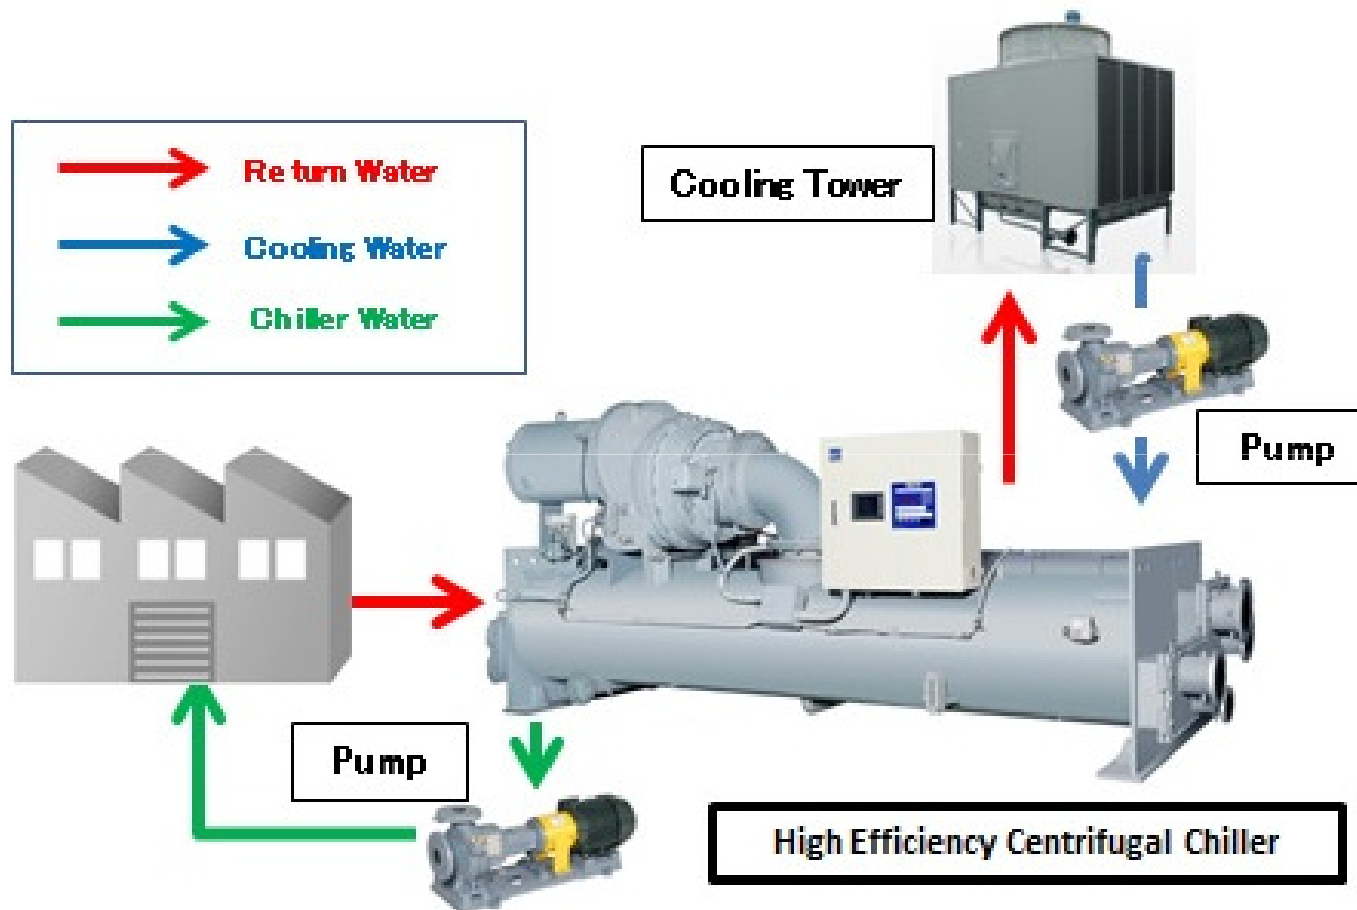 Return Water
Cooling Water
Chiller Water
Cooling Tower
Pump
Pump
High Efficiency Centrifugal Chiller